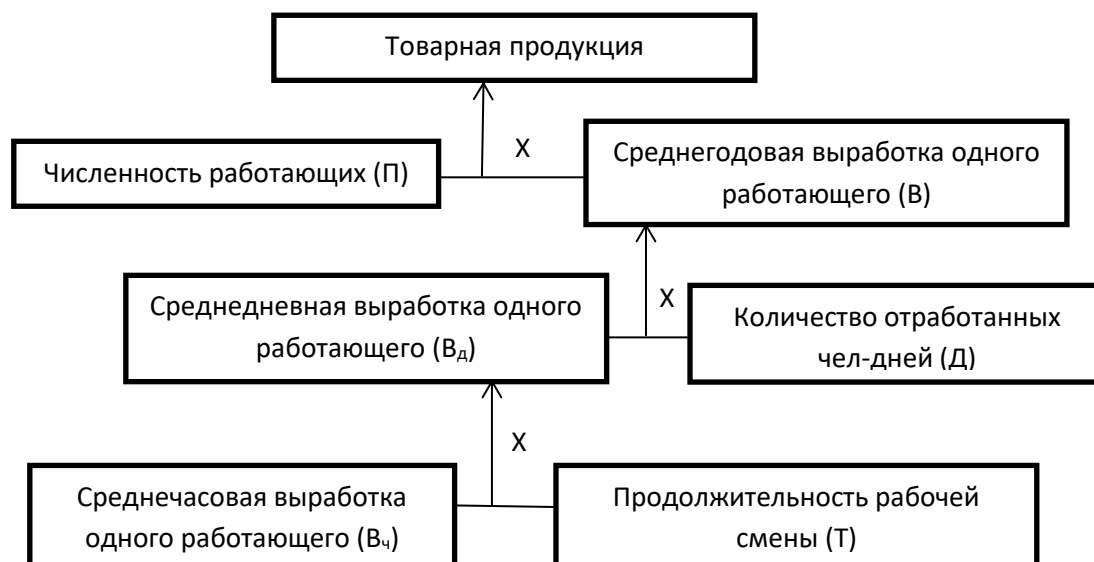 Товарная продукция
Численность работающих (П)
Х
Среднегодовая выработка одного
работающего (В)
Среднедневная выработка одного
работающего (Вд)
Х
Количество отработанных
чел-дней (Д)
Х
Среднечасовая выработка
одного работающего (Вч)
Продолжительность рабочей
смены (Т)